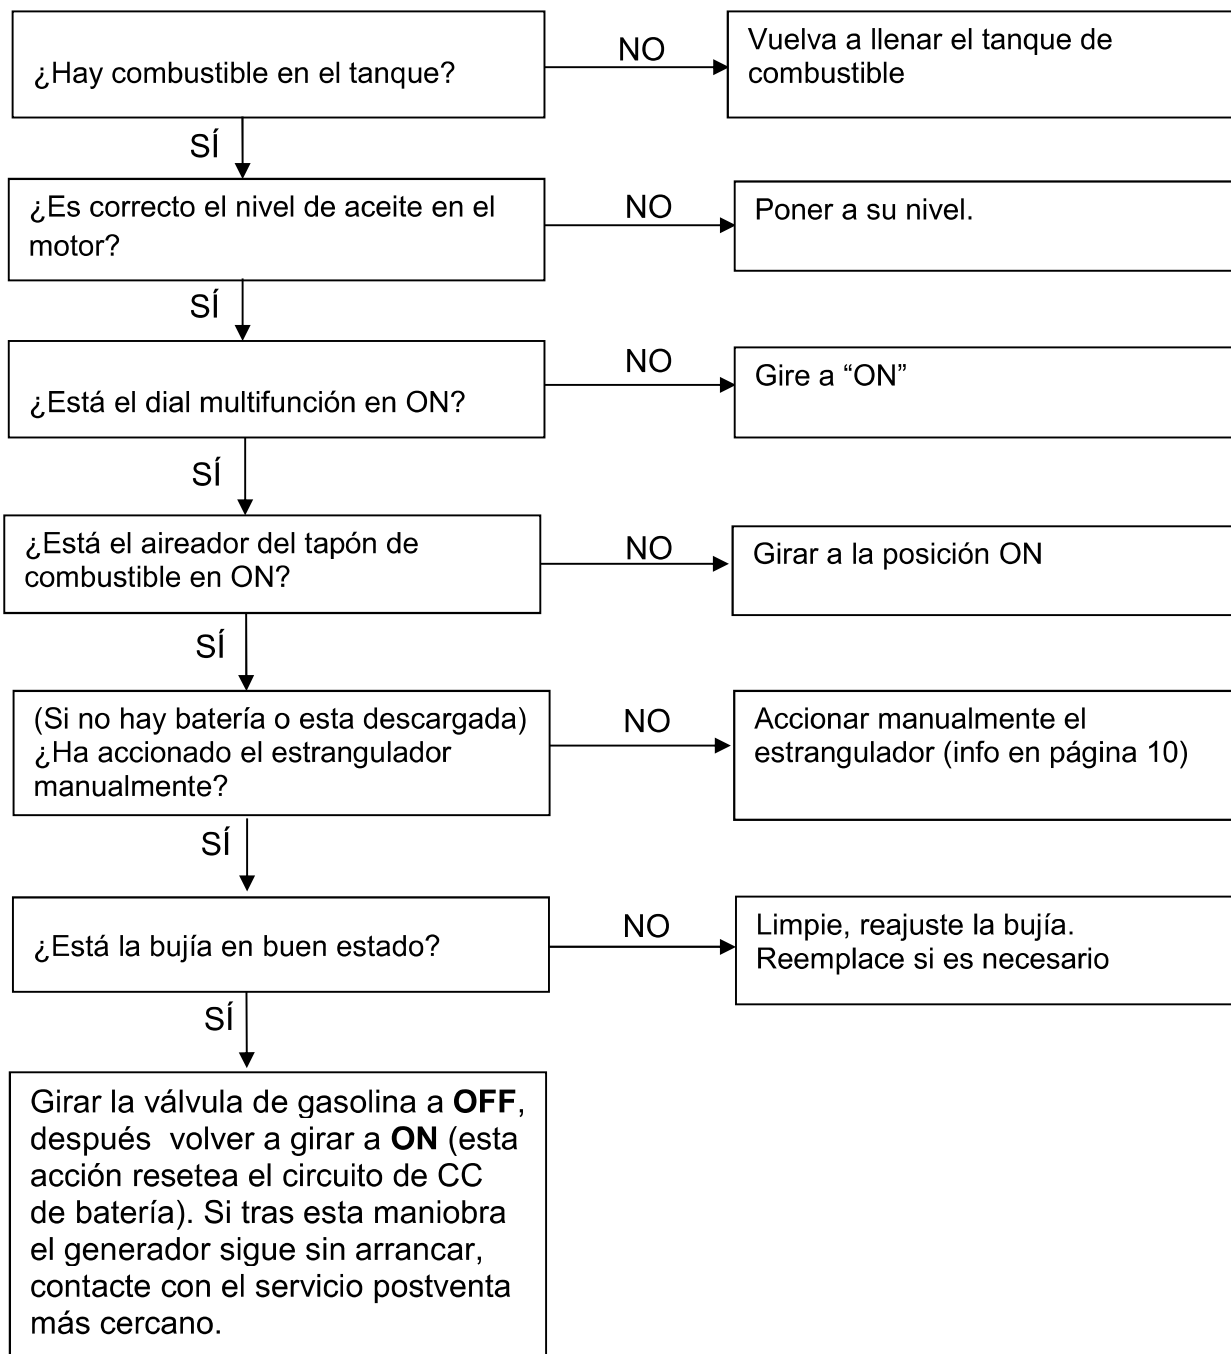 ¿Hay combustible en el tanque?
NO
Vuelva a llenar el tanque de
combustible
SÍ
¿Es correcto el nivel de aceite en el
motor?
NO
Poner a su nivel.
SÍ
¿Está el dial multifunción en ON?
NO
Gire a “ON”
SÍ
¿Está el aireador del tapón de
combustible en ON?
NO
Girar a la posición ON
SÍ
(Si no hay batería o esta descargada)
¿Ha accionado el estrangulador
manualmente?
NO
Accionar manualmente el
estrangulador (info en página 10)
SÍ
¿Está la bujía en buen estado?
NO
Limpie, reajuste la bujía.
Reemplace si es necesario
SÍ
Girar la válvula de gasolina a OFF,
después  volver a girar a ON (esta
acción resetea el circuito de CC
de batería). Si tras esta maniobra
el generador sigue sin arrancar,
contacte con el servicio postventa
más cercano.